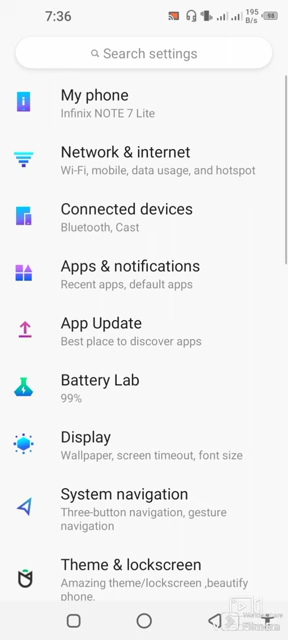 7:36
195
B/s
98
Search settings
My phone
Infinix NOTE 7 Lite
Network & internet
Wi-Fi, mobile, data usage, and hotspot
Connected devices
Bluetooth, Cast
Apps & notifications
Recent apps, default apps
App Update
Best place to discover apps
Battery Lab
99%
Display
Wallpaper, screen timeout, font size
System navigation
Three-button navigation, gesture
navigation
Theme & lockscreen
Amazing theme/lockscreen ,beautify
phone.